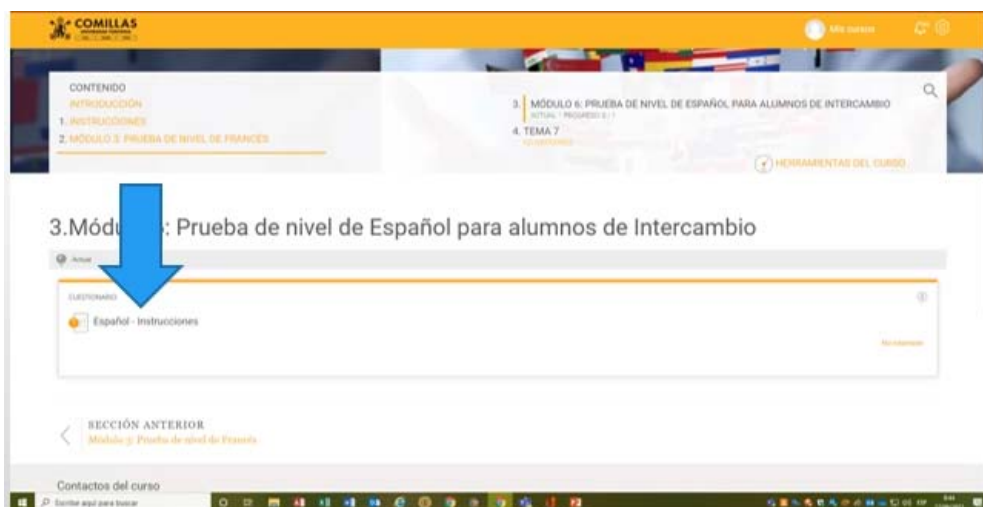 COMILLAS
Mis cursos
CONTENIDO
INTRODUCCIÓN
1. INSTRUCCIONES
2. MÓDULO 3: PRUEBA DE NIVEL DE FRANCÉS
3. MÓDULO 6: PRUEBA DE NIVEL DE ESPAÑOL PARA ALUMNOS DE INTERCAMBIO
4. TEMA 7
HERRAMIENTAS DEL CURSO
3.Módu : Prueba de nivel de Español para alumnos de Intercambio
Actual
CUESTIONARIO
Español - Instrucciones
SECCIÓN ANTERIOR
Módulo 3: Prueba de nivel de Francés
Contactos del curso
Escribe aquí para buscar